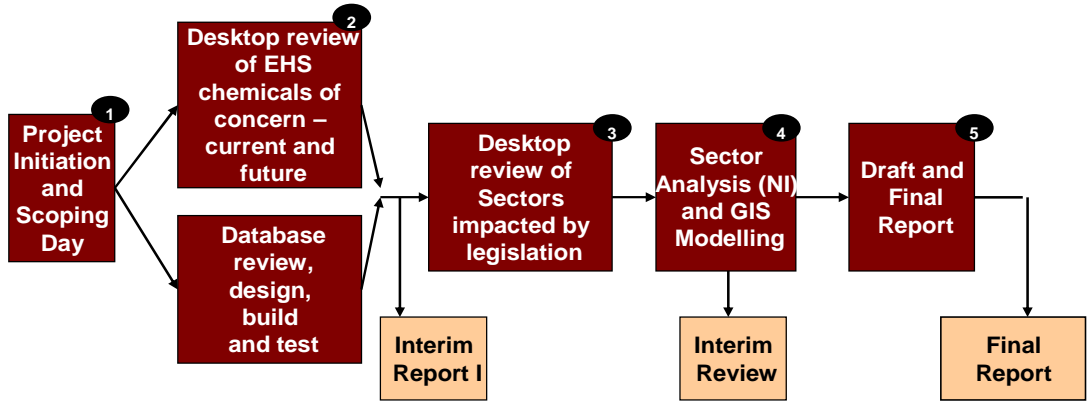 1
Project
Initiation
and
Scoping
Day
2
Desktop review
of EHS
chemicals of
concern –
current and
future
Database
review,
design,
build
and test
3
Desktop
review of
Sectors
impacted by
legislation
4
Sector
Analysis (NI)
and GIS
Modelling
5
Draft and
Final
Report
Interim
Report I
Interim
Review
Final
Report